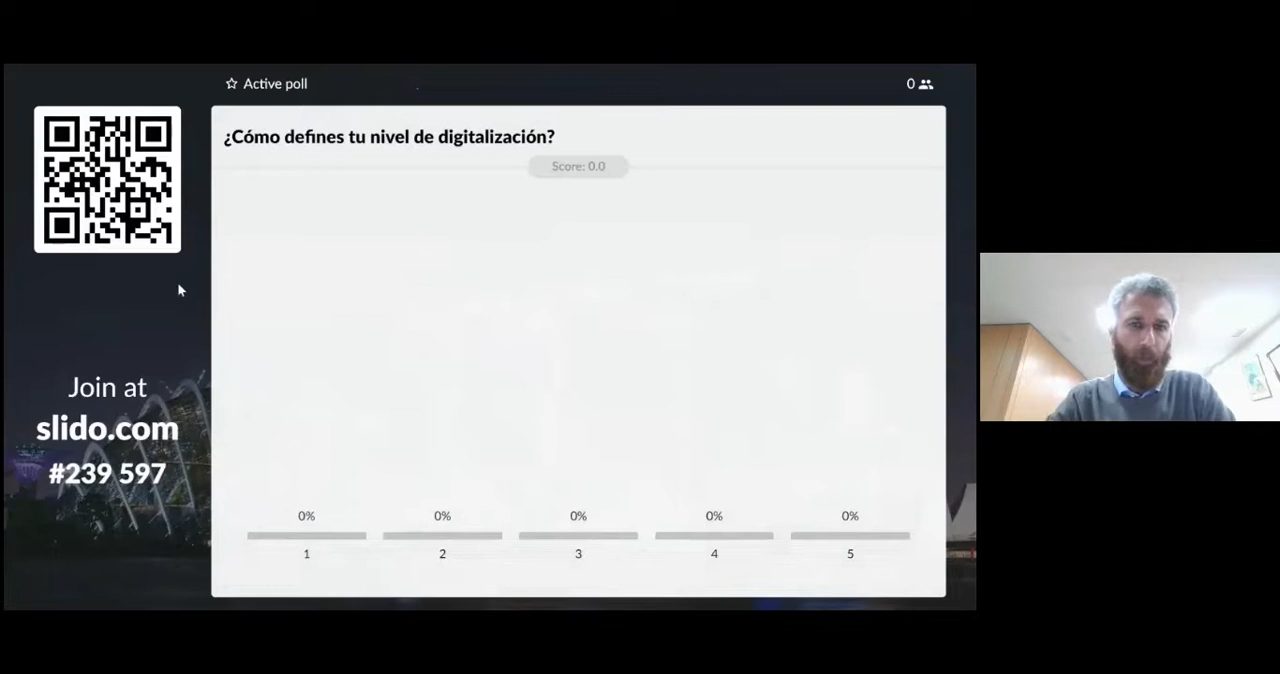 Active poll
0
¿Cómo defines tu nivel de digitalización?
Score: 0.0
Join at
slido.com
#239 597
0% 0% 0% 0% 0%
1 2 3 4 5